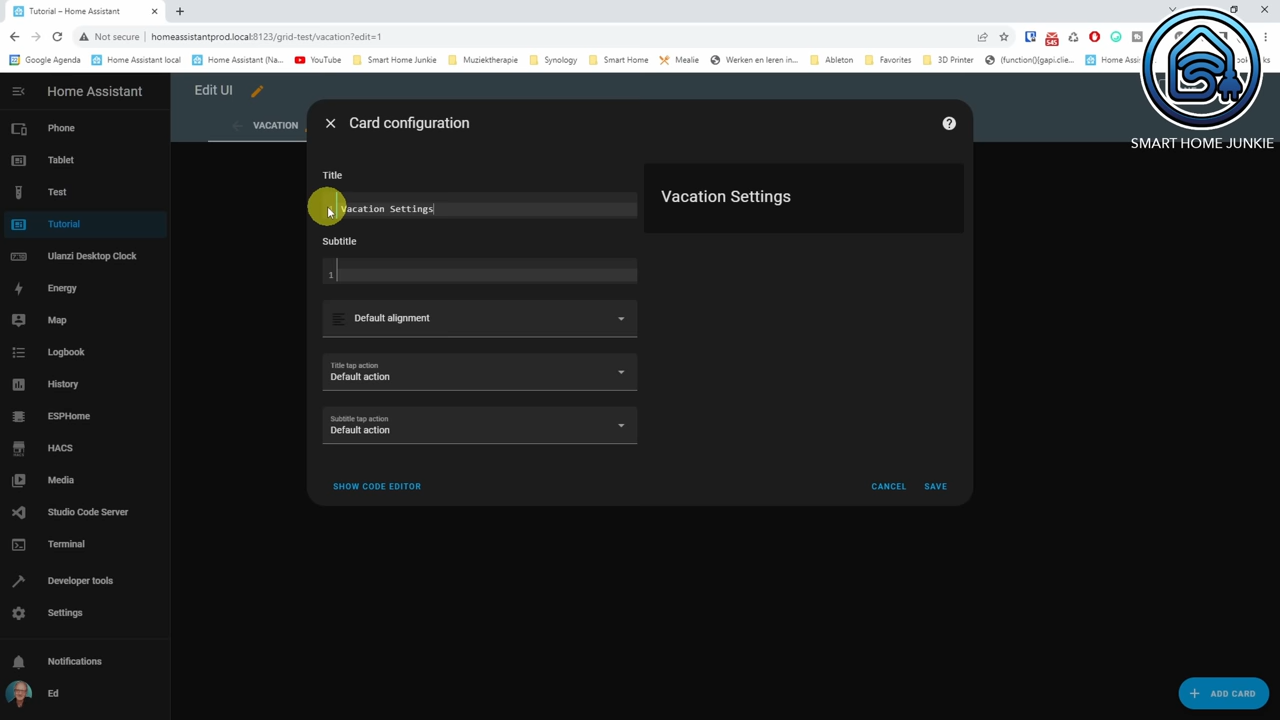 Tutorial – Home Assistant
Not secure
homeassistantprod.local:8123/grid-test/vacation?edit=1
545
Google Agenda
Home Assistant local
Home Assistant (Na...
YouTube
Smart Home Junkie
Muziektherapie
Synology
Smart Home
Mealie
Werken en leren in...
Ableton
Favorites
3D Printer
(function(){gapi.clie...
Home Assi
SMART HOME JUNKIE
Home Assistant
Phone
Tablet
Test
Tutorial
Ulanzi Desktop Clock
Energy
Map
Logbook
History
ESPHome
HACS
Media
Studio Code Server
Terminal
Developer tools
Settings
Notifications
Ed
Edit UI
VACATION
Card configuration
Title
Vacation Settings
Subtitle
1
Default alignment
Title tap action
Default action
Subtitle tap action
Default action
SHOW CODE EDITOR
CANCEL
SAVE
Vacation Settings
ADD CARD